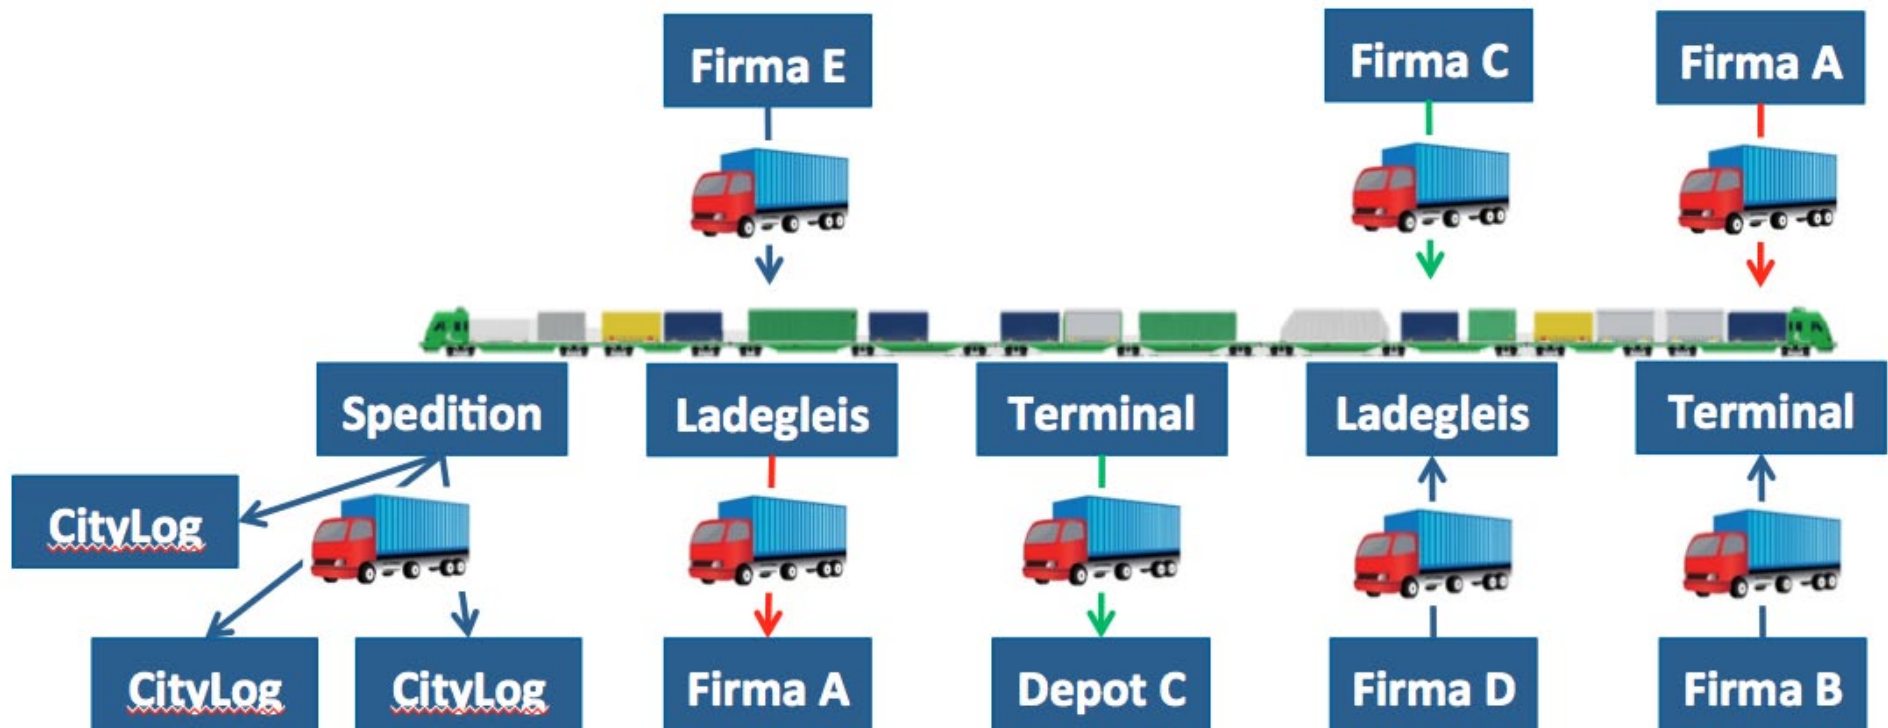 Firma E
Firma C
Firma A
Spedition
Ladegleis
Terminal
Ladegleis
Terminal
CityLog
CityLog
CityLog
Firma A
Depot C
Firma D
Firma B